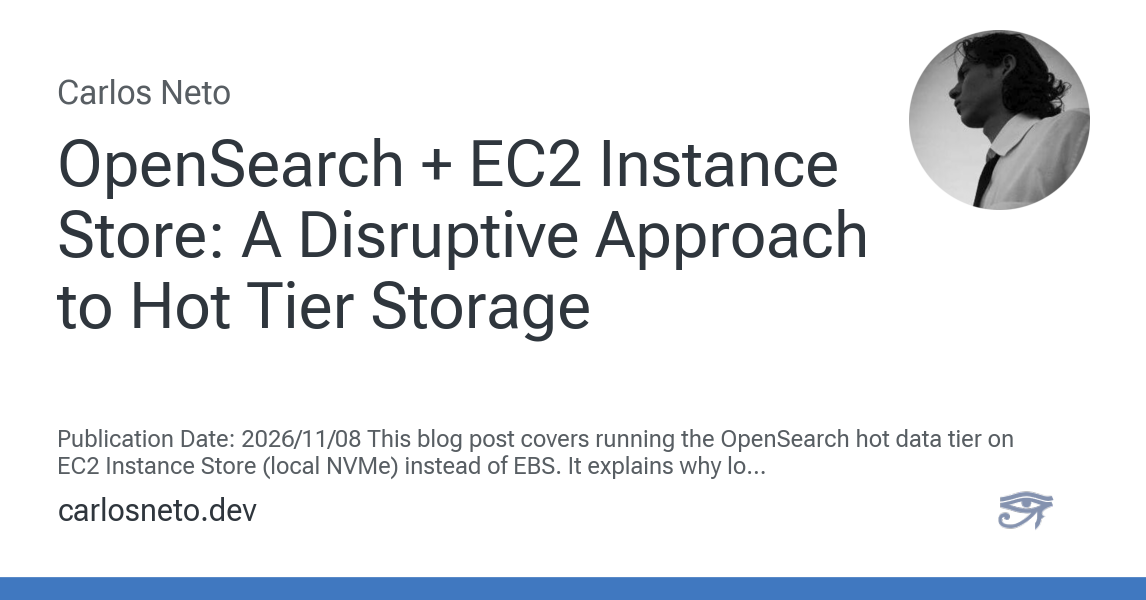 Carlos Neto
OpenSearch + EC2 Instance
Store: A Disruptive Approach
to Hot Tier Storage
Publication Date: 2026/11/08 This blog post covers running the OpenSearch hot data tier on
EC2 Instance Store (local NVMe) instead of EBS. It explains why lo...
carlosneto.dev